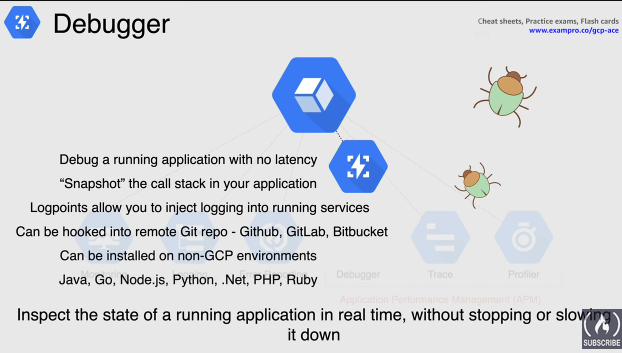 Debugger
Cheat sheets, Practice exams, Flash cards
www.exampro.co/gcp-ace
Debug a running application with no latency
“Snapshot” the call stack in your application
Logpoints allow you to inject logging into running services
Can be hooked into remote Git repo - Github, GitLab, Bitbucket
Can be installed on non-GCP environments
Debugger
Trace
Profiler
Java, Go, Node.js, Python, .Net, PHP, Ruby
Application Performance Management (APM)
Inspect the state of a running application in real time, without stopping or slowing
it down
SUBSCRIBE